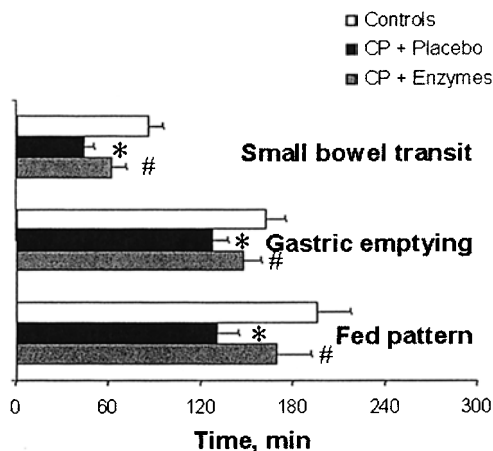 Controls
CP + Placebo
CP + Enzymes
*
Small bowel transit
#
*
Gastric emptying
#
*
Fed pattern
#
0 60 120 180 240 300
Time, min